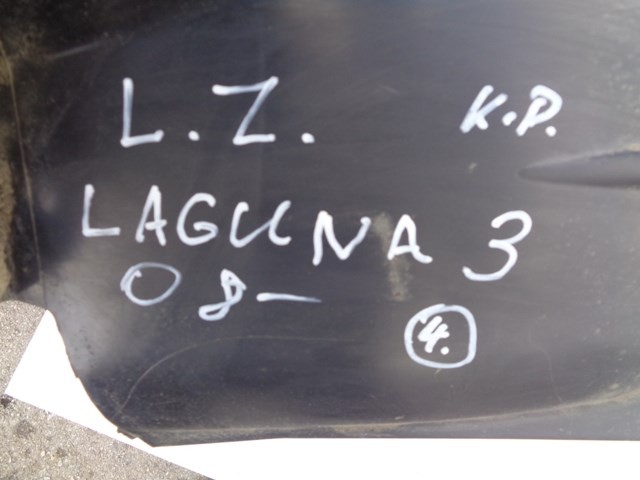 L.Z. K.P.
LAGUNA 3
08-
4.